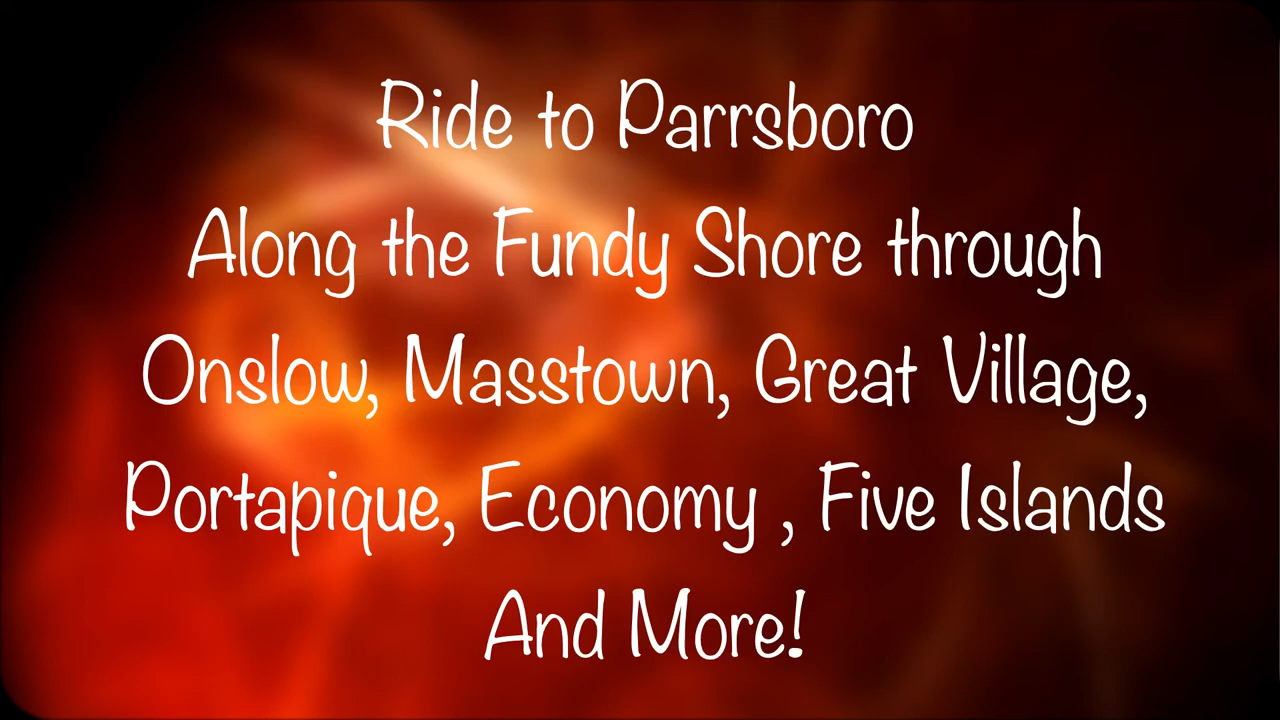 Ride to Parrsboro
Along the Fundy Shore through
Onslow, Masstown, Great Village,
Portapique, Economy , Five Islands
And More!